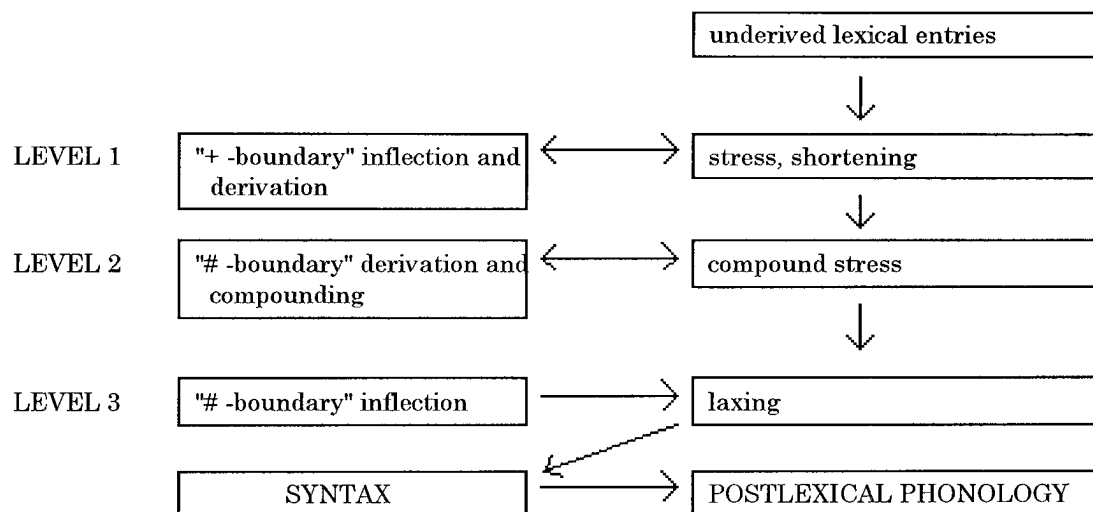 underived lexical entries
LEVEL 1
"+ -boundary" inflection and
derivation
stress, shortening
LEVEL 2
"# -boundary" derivation and
compounding
compound stress
LEVEL 3
"# -boundary" inflection
laxing
SYNTAX
POSTLEXICAL PHONOLOGY